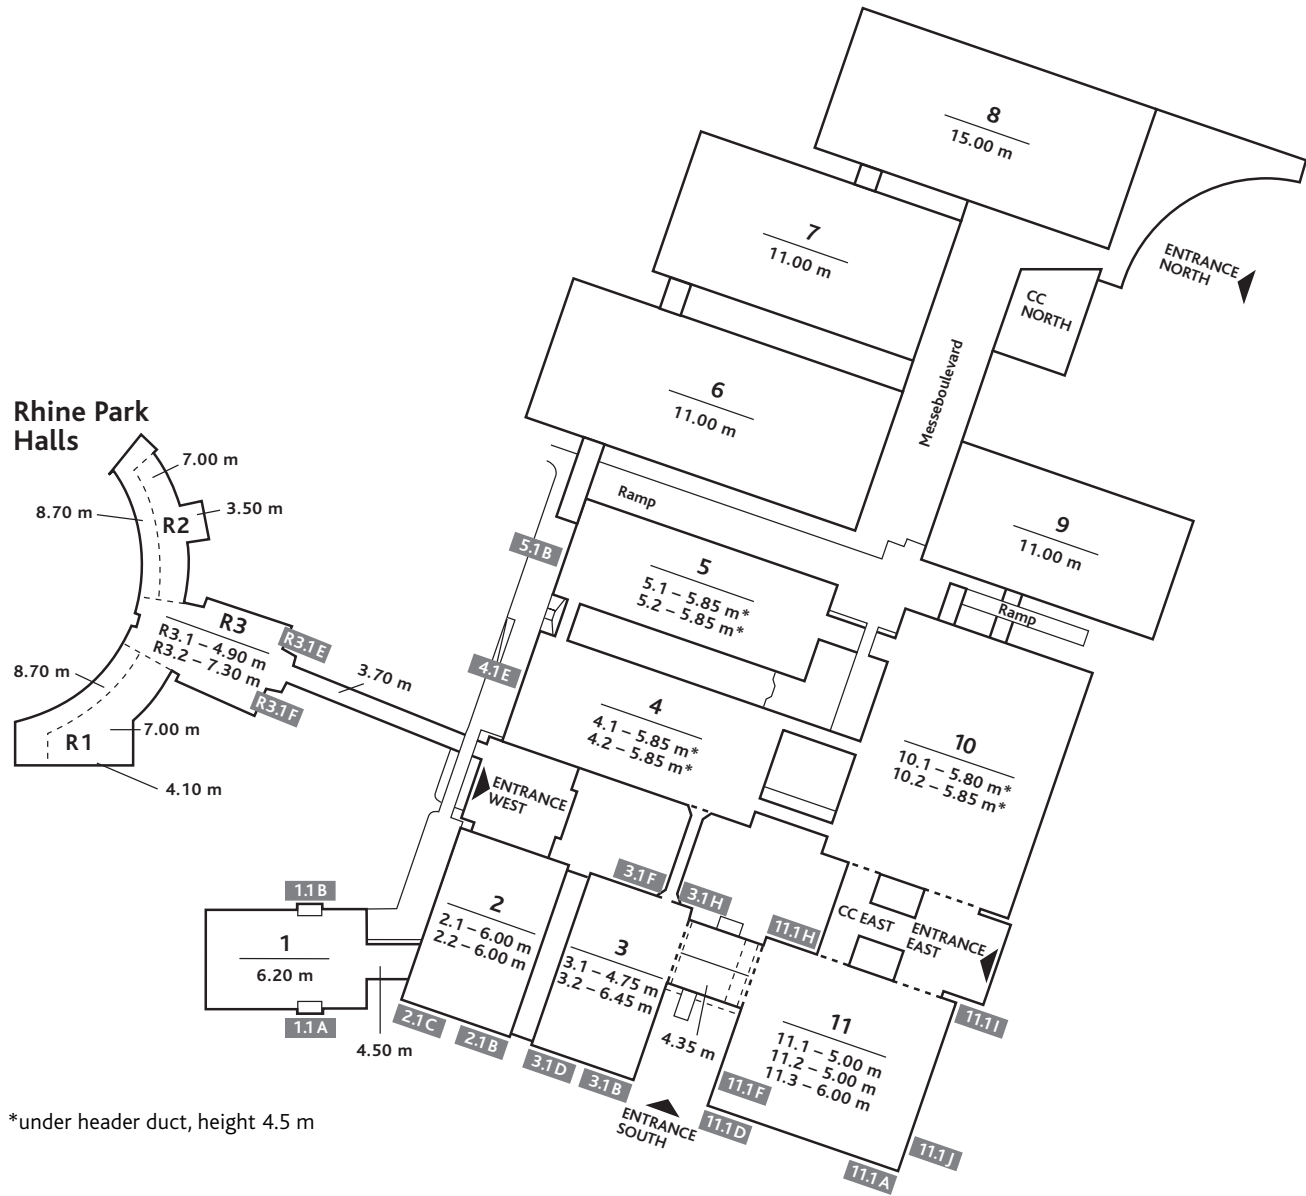 8
15.00 m
7
11.00 m
ENTRANCE
NORTH
CC
NORTH
6
11.00 m
Messeboulevard
Rhine Park
Halls
7.00 m
8.70 m
R2
3.50 m
Ramp
9
11.00 m
5.1B
5
5.1 – 5.85 m*
5.2 – 5.85 m*
Ramp
R3
R3.1 – 4.90 m
R3.2 – 7.30 m
R3.1E
8.70 m
4.1E
3.70 m
R3.1F
4
4.1 – 5.85 m*
4.2 – 5.85 m*
R1
7.00 m
10
10.1 – 5.80 m*
10.2 – 5.85 m*
4.10 m
ENTRANCE
WEST
3.1F
1.1B
3.1H
2
2.1 – 6.00 m
2.2 – 6.00 m
11.1H
CC EAST
ENTRANCE
EAST
1
6.20 m
3
3.1 – 4.75 m
3.2 – 6.45 m
1.1A
2.1C
2.1B
11.1I
4.50 m
4.35 m
11
11.1 – 5.00 m
11.2 – 5.00 m
11.3 – 6.00 m
3.1D
3.1B
11.1F
*under header duct, height 4.5 m
ENTRANCE
SOUTH
11.1D
11.1J
11.1A